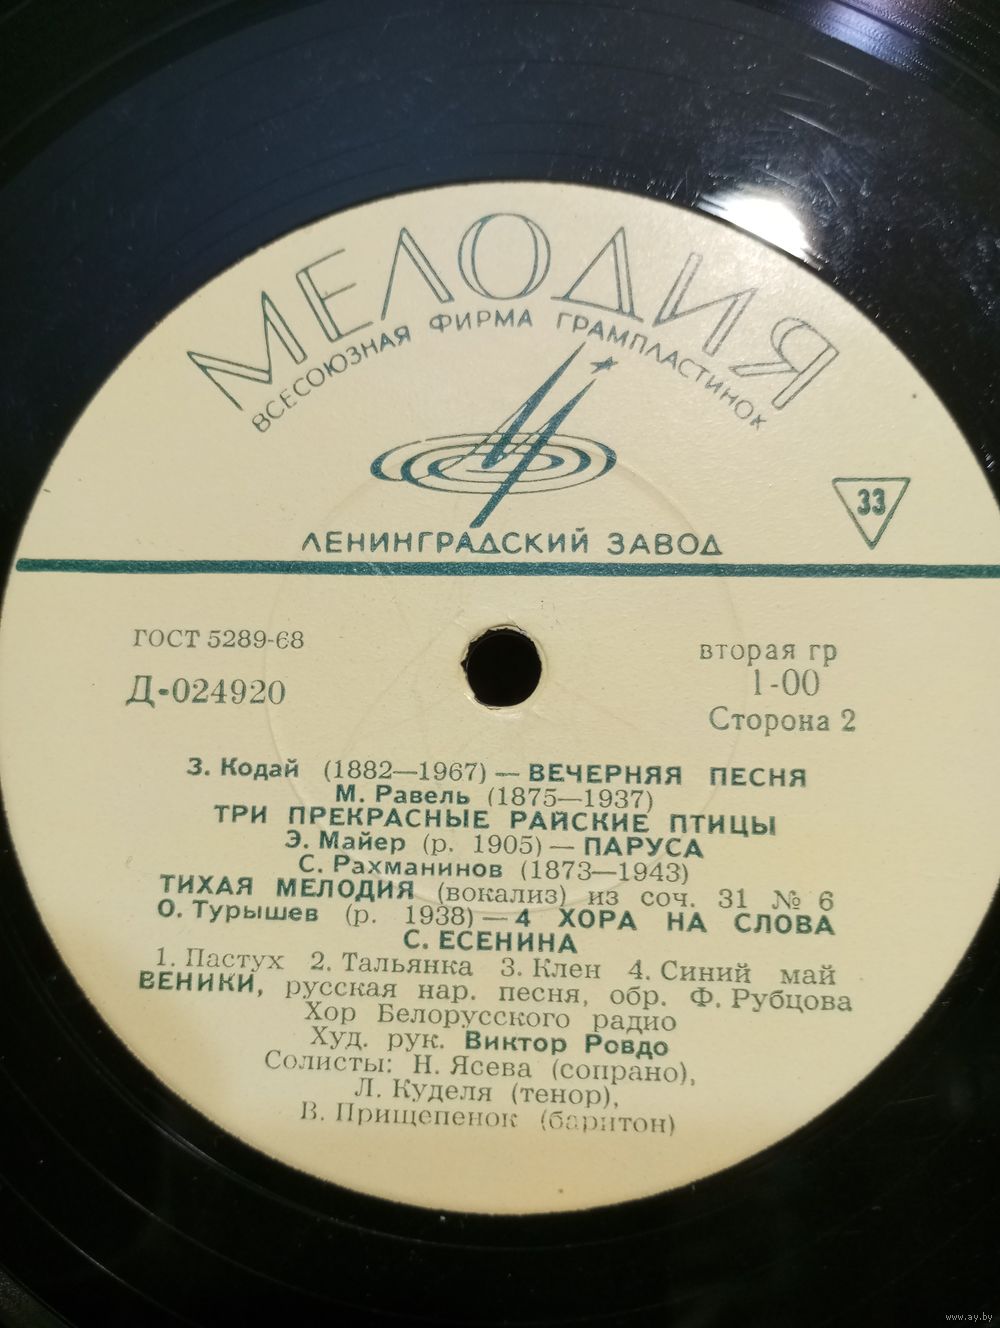 МЕЛОДИЯ
ВСЕСОЮЗНАЯ ФИРМА ГРАМПЛАСТИНОК
33
ЛЕНИНГРАДСКИЙ ЗАВОД
ГОСТ 5289-68
Д-024920
вторая гр
1-00
Сторона 2
З. Кодай (1882—1967) — ВЕЧЕРНЯЯ ПЕСНЯ
М. Равель (1875—1937)
ТРИ ПРЕКРАСНЫЕ РАЙСКИЕ ПТИЦЫ
Э. Майер (р. 1905) — ПАРУСА
С. Рахманинов (1873—1943)
ТИХАЯ МЕЛОДИЯ (вокализ) из соч. 31 № 6
О. Турышев (р. 1938) — 4 ХОРА НА СЛОВА
С. ЕСЕНИНА
1. Пастух 2. Тальянка 3. Клен 4. Синий май
ВЕНИКИ, русская нар. песня, обр. Ф. Рубцова
Хор Белорусского радио
Худ. рук. Виктор Ровдо
Солисты: Н. Ясева (сопрано),
Л. Куделя (тенор),
В. Прищепенок (баритон)
www.ay.by